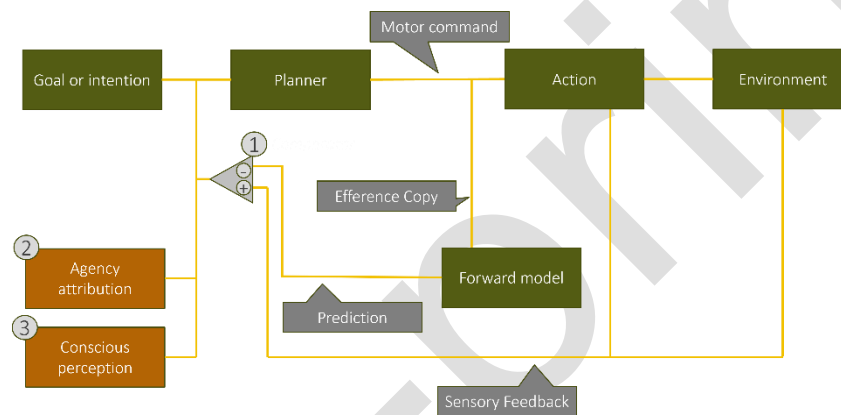 Motor command
Goal or intention
Planner
Action
Environment
1
-
+
Efference Copy
2
Agency
attribution
Forward model
Prediction
3
Conscious
perception
Sensory Feedback